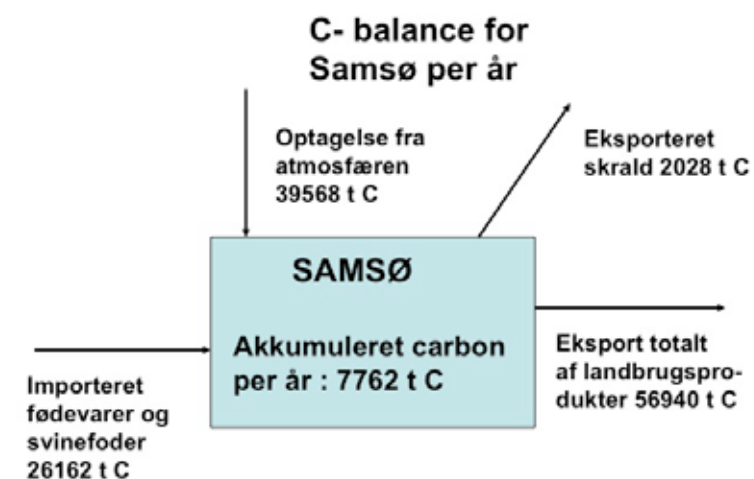 C- balance for
Samsø per år
Optagelse fra
atmosfæren
39568 t C
Eksporteret
skrald 2028 t C
SAMSØ
Akkumuleret carbon
per år : 7762 t C
Importeret
fødevarer og
svinefoder
26162 t C
Eksport totalt
af landbrugspro-
dukter 56940 t C